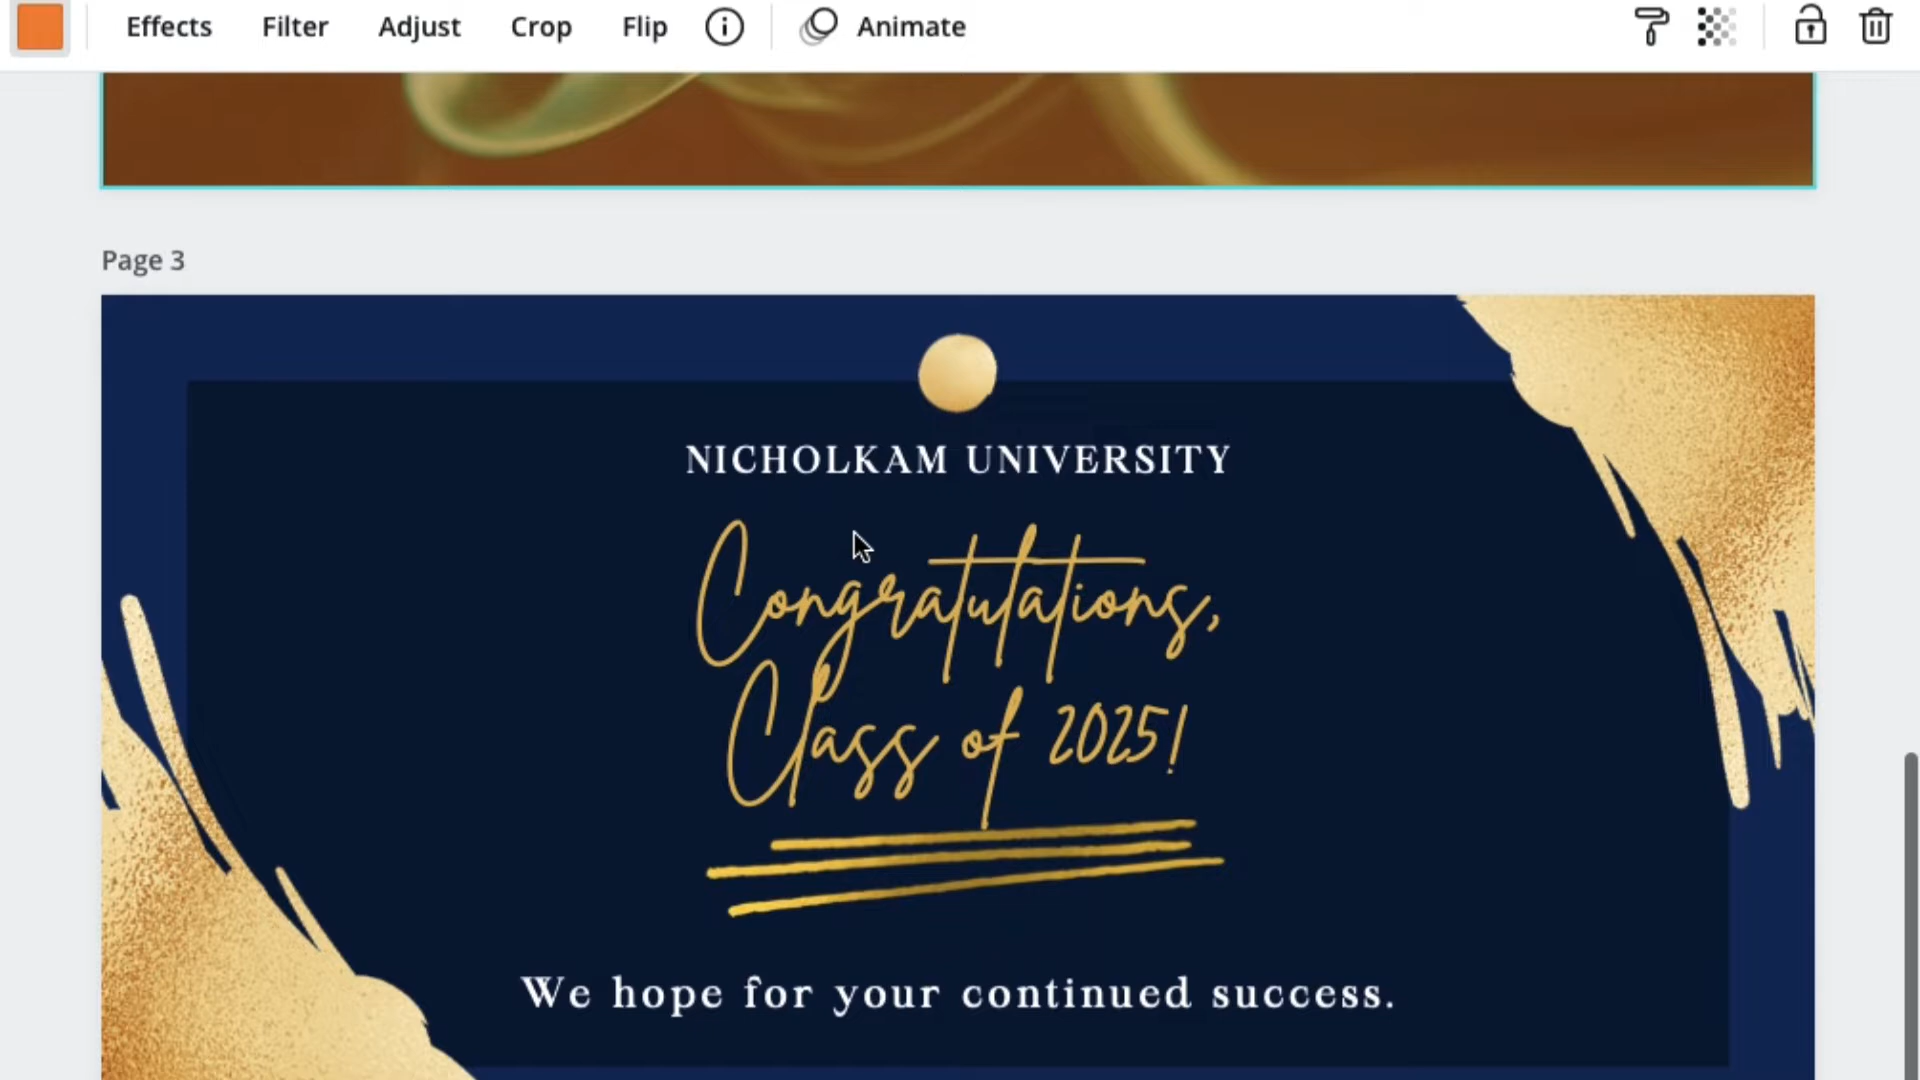 Effects Filter Adjust Crop Flip Animate
Page 3
NICHOLKAM UNIVERSITY
Congratulations,
Class of 2025!
We hope for your continued success.